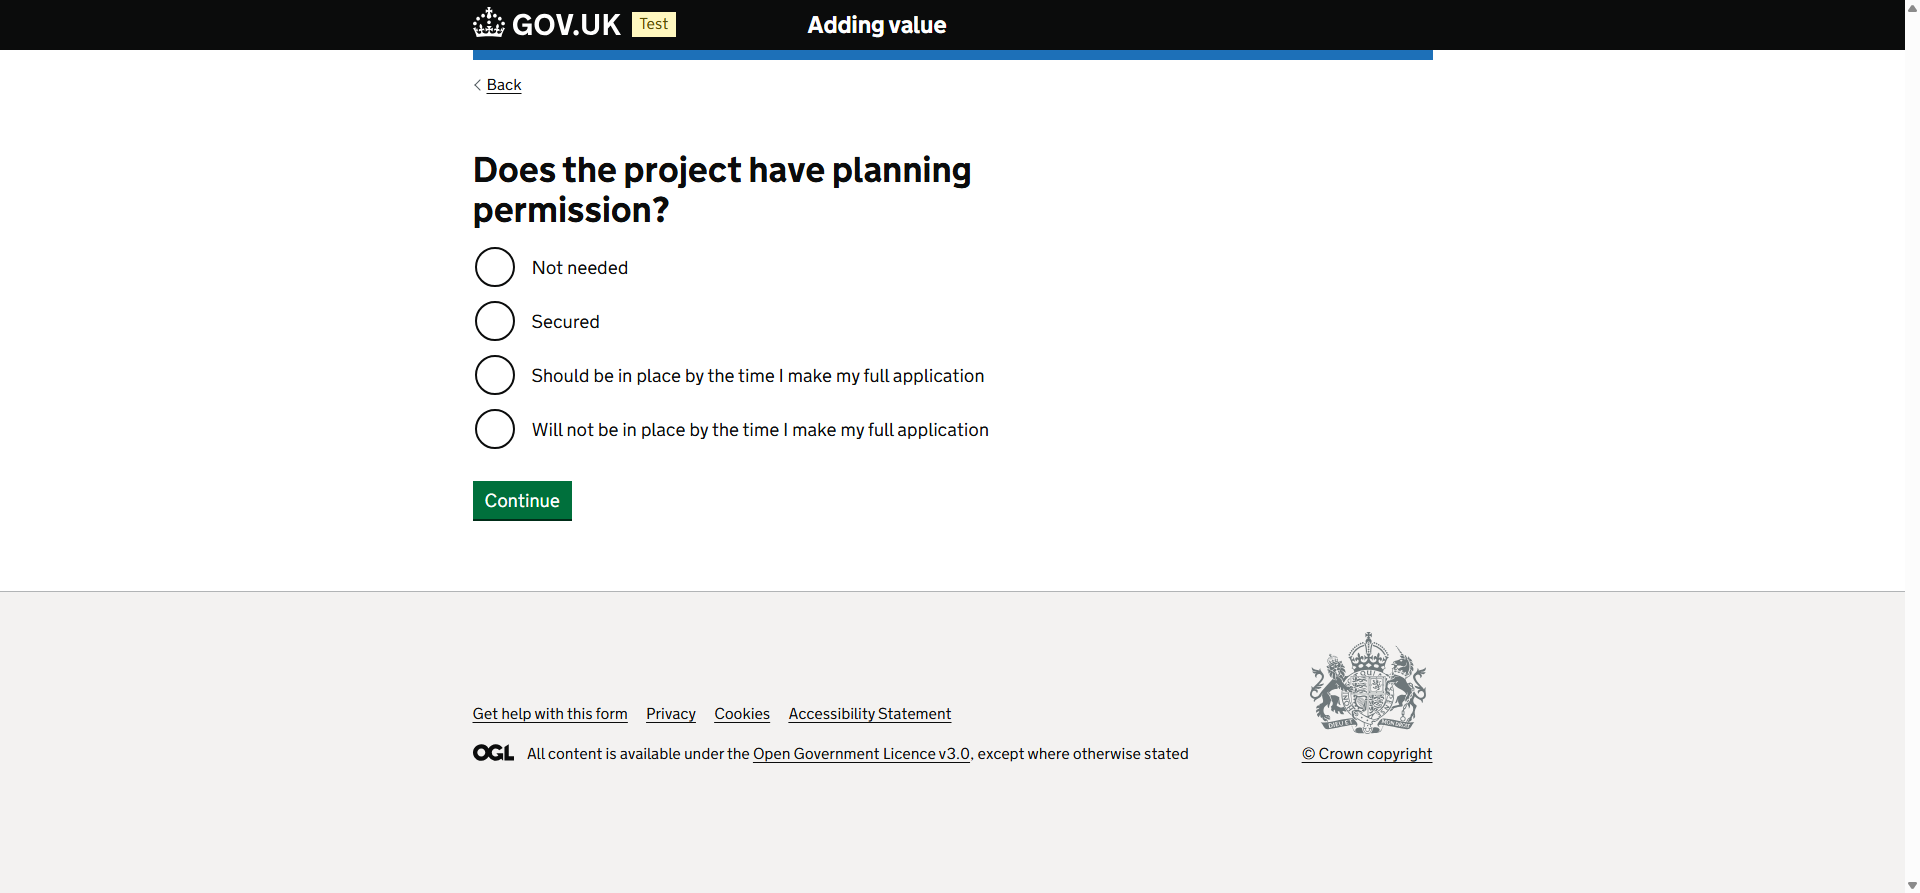 GOV.UK Test Adding value
Back
Does the project have planning
permission?
Not needed
Secured
Should be in place by the time I make my full application
Will not be in place by the time I make my full application
Continue
Get help with this form Privacy Cookies Accessibility Statement
OGL All content is available under the Open Government Licence v3.0, except where otherwise stated
© Crown copyright